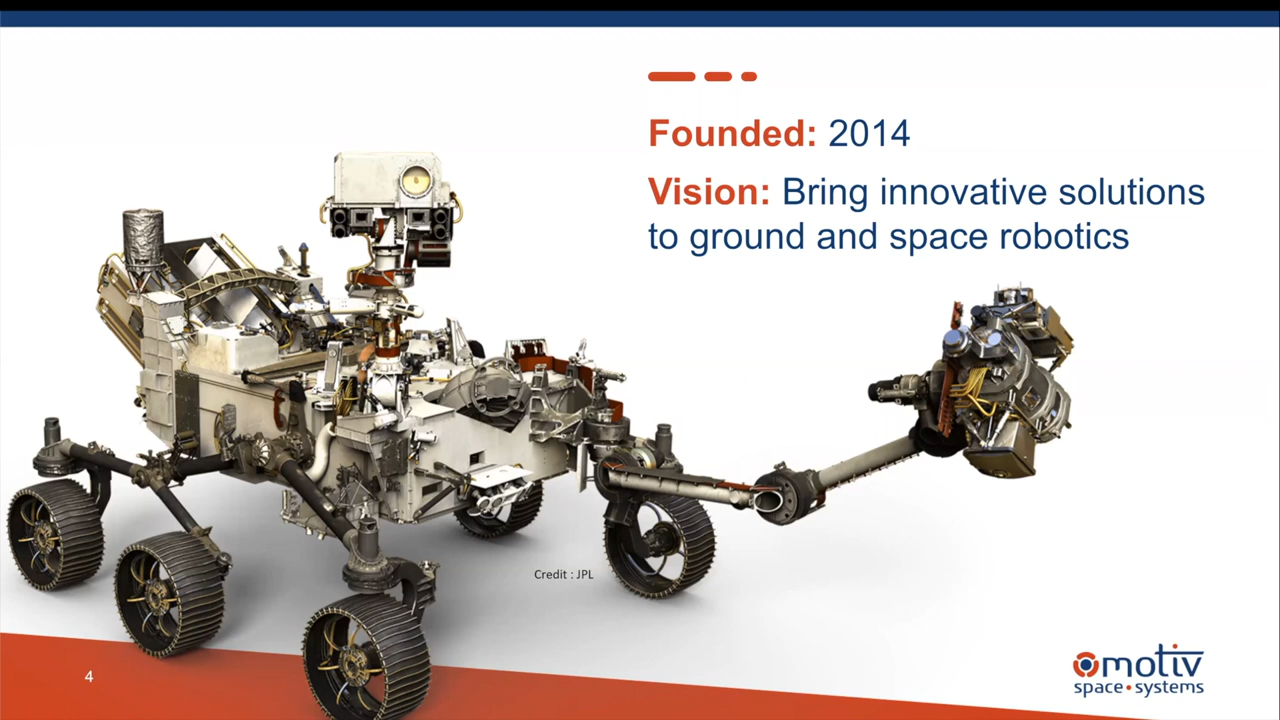 Founded: 2014
Vision: Bring innovative solutions
to ground and space robotics
Credit : JPL
4
motiv
space•systems